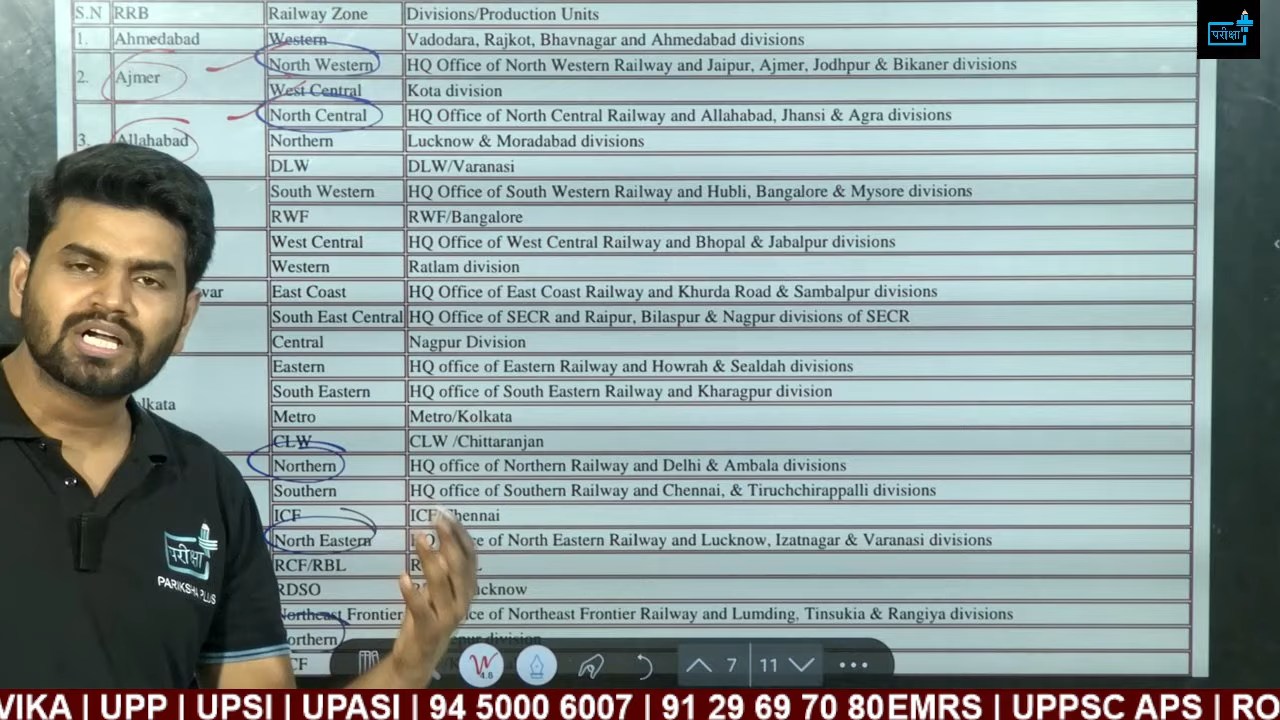 S.N RRB Railway Zone Divisions/Production Units
परीक्षा
1. Ahmedabad Western Vadodara, Rajkot, Bhavnagar and Ahmedabad divisions
2. Ajmer North Western HQ Office of North Western Railway and Jaipur, Ajmer, Jodhpur & Bikaner divisions
West Central Kota division
3. Allahabad North Central HQ Office of North Central Railway and Allahabad, Jhansi & Agra divisions
Northern Lucknow & Moradabad divisions
DLW DLW/Varanasi
South Western HQ Office of South Western Railway and Hubli, Bangalore & Mysore divisions
RWF RWF/Bangalore
West Central HQ Office of West Central Railway and Bhopal & Jabalpur divisions
Western Ratlam division
East Coast HQ Office of East Coast Railway and Khurda Road & Sambalpur divisions
South East Central HQ Office of SECR and Raipur, Bilaspur & Nagpur divisions of SECR
Central Nagpur Division
Eastern HQ office of Eastern Railway and Howrah & Sealdah divisions
South Eastern HQ office of South Eastern Railway and Kharagpur division
Metro Metro/Kolkata
CLW CLW /Chittaranjan
Northern HQ office of Northern Railway and Delhi & Ambala divisions
Southern HQ office of Southern Railway and Chennai, & Tiruchchirappalli divisions
ICF
North Eastern of North Eastern Railway and Lucknow, Izatnagar & Varanasi divisions
RCF/RBL
RDSO
Northeast Frontier of Northeast Frontier Railway and Lumding, Tinsukia & Rangiya divisions
division
परीक्षा
PARIKSHA PLUS
4.8 7 11
VIKA | UPP | UPSI | UPASI | 94 5000 6007 | 91 29 69 70 80 EMRS | UPPSC APS | RO